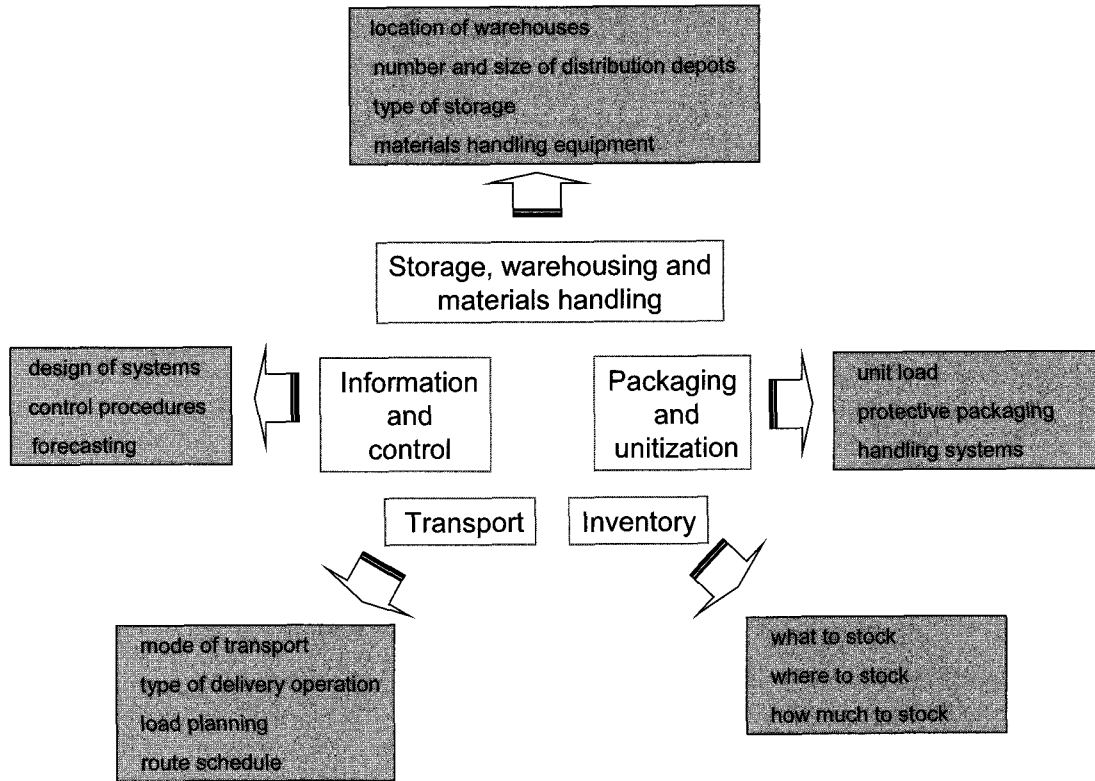 location of warehouses
number and size of distribution depots
type of storage
materials handling equipment
Storage, warehousing and
materials handling
design of systems
control procedures
forecasting
Information
and
control
Packaging
and
unitization
unit load
protective packaging
handling systems
Transport
Inventory
mode of transport
type of delivery operation
load planning
route schedule
what to stock
where to stock
how much to stock